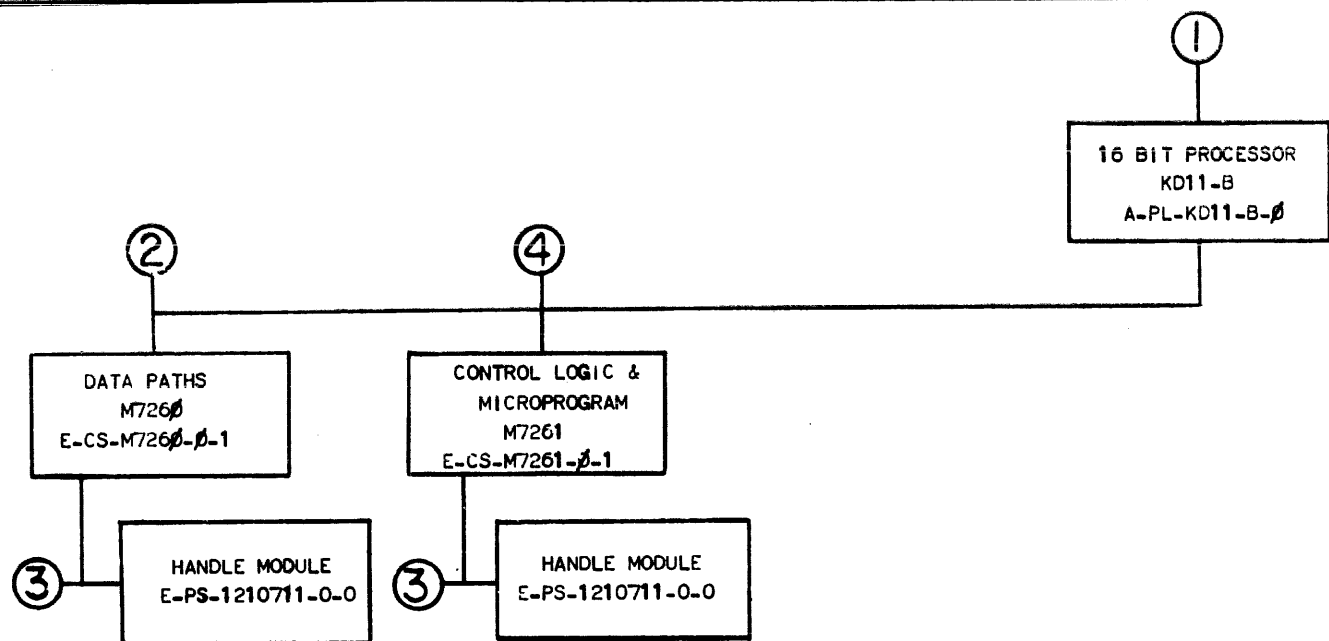 1
16 BIT PROCESSOR
KD11-B
A-PL-KD11-B-Ø
2
4
DATA PATHS
M726Ø
E-CS-M726Ø-Ø-1
CONTROL LOGIC &
MICROPROGRAM
M7261
E-CS-M7261-Ø-1
3
HANDLE MODULE
E-PS-1210711-0-0
3
HANDLE MODULE
E-PS-1210711-0-0